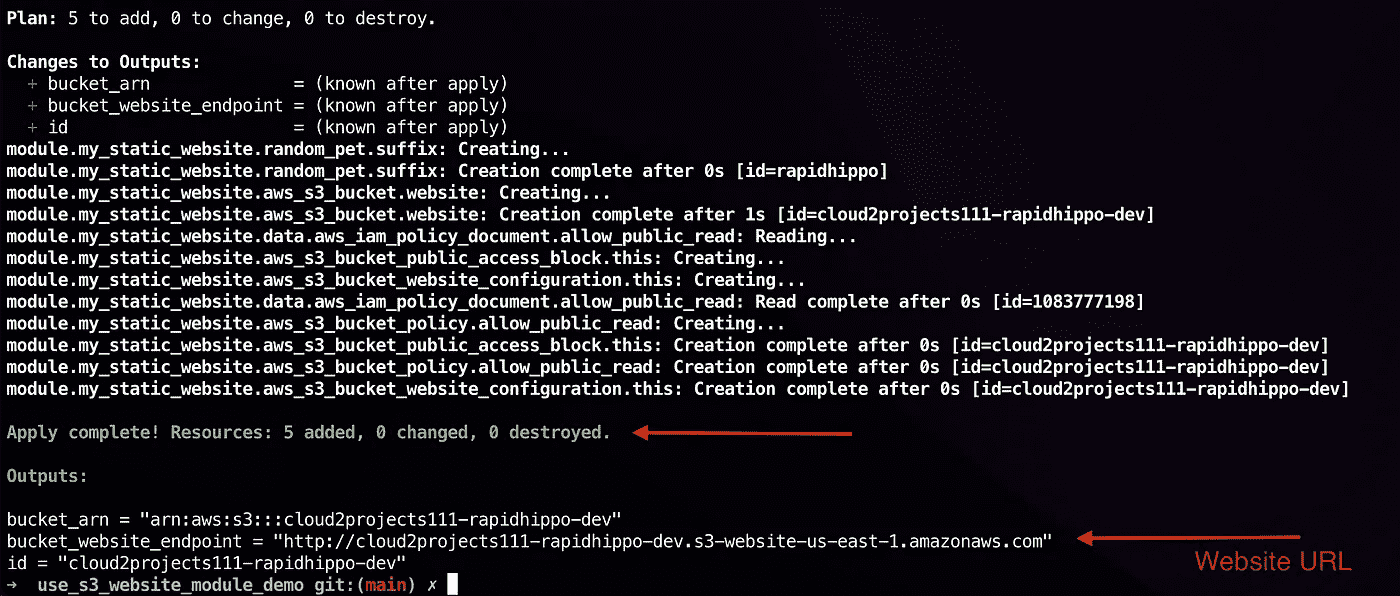 Plan: 5 to add, 0 to change, 0 to destroy.
Changes to Outputs:
+ bucket_arn = (known after apply)
+ bucket_website_endpoint = (known after apply)
+ id = (known after apply)
module.my_static_website.random_pet.suffix: Creating...
module.my_static_website.random_pet.suffix: Creation complete after 0s [id=rapidhippo]
module.my_static_website.aws_s3_bucket.website: Creating...
module.my_static_website.aws_s3_bucket.website: Creation complete after 1s [id=cloud2projects111-rapidhippo-dev]
module.my_static_website.data.aws_iam_policy_document.allow_public_read: Reading...
module.my_static_website.aws_s3_bucket_public_access_block.this: Creating...
module.my_static_website.aws_s3_bucket_website_configuration.this: Creating...
module.my_static_website.data.aws_iam_policy_document.allow_public_read: Read complete after 0s [id=1083777198]
module.my_static_website.aws_s3_bucket_policy.allow_public_read: Creating...
module.my_static_website.aws_s3_bucket_public_access_block.this: Creation complete after 0s [id=cloud2projects111-rapidhippo-dev]
module.my_static_website.aws_s3_bucket_policy.allow_public_read: Creation complete after 0s [id=cloud2projects111-rapidhippo-dev]
module.my_static_website.aws_s3_bucket_website_configuration.this: Creation complete after 0s [id=cloud2projects111-rapidhippo-dev]
Apply complete! Resources: 5 added, 0 changed, 0 destroyed.
Outputs:
bucket_arn = "arn:aws:s3:::cloud2projects111-rapidhippo-dev"
bucket_website_endpoint = "http://cloud2projects111-rapidhippo-dev.s3-website-us-east-1.amazonaws.com"
Website URL
id = "cloud2projects111-rapidhippo-dev"
→ use_s3_website_module_demo git:(main) ✗